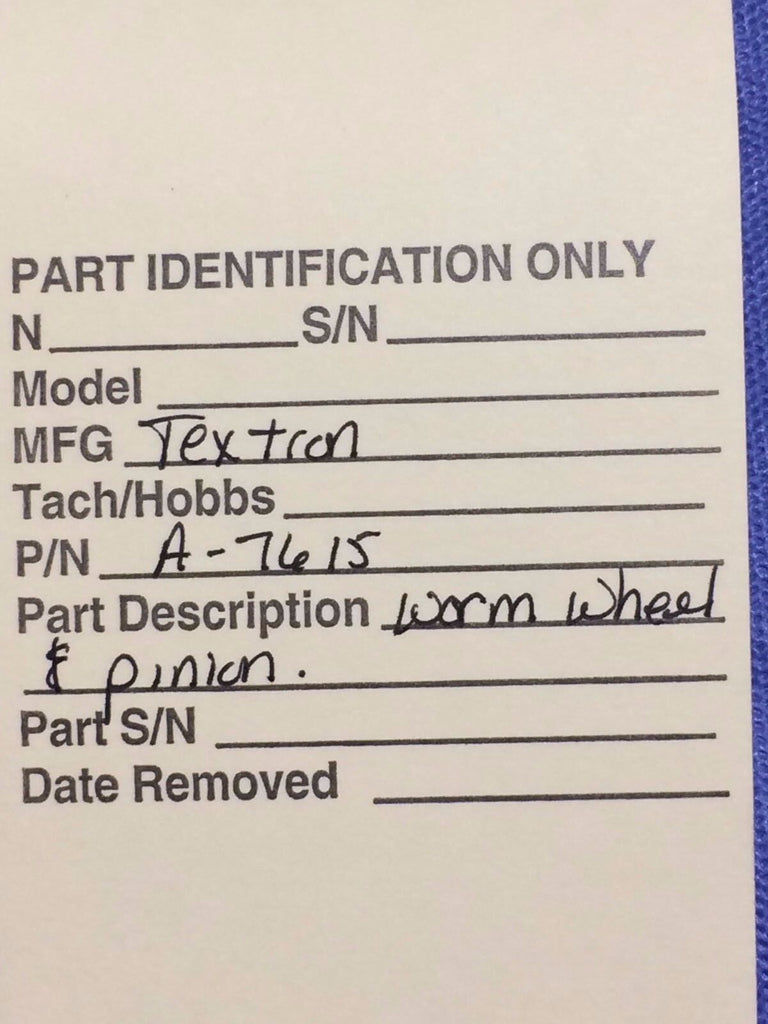 PART IDENTIFICATION ONLY
N S/N
Model
MFG Textron
Tach/Hobbs
P/N A-7615
Part Description worm wheel
& pinion.
Part S/N
Date Removed